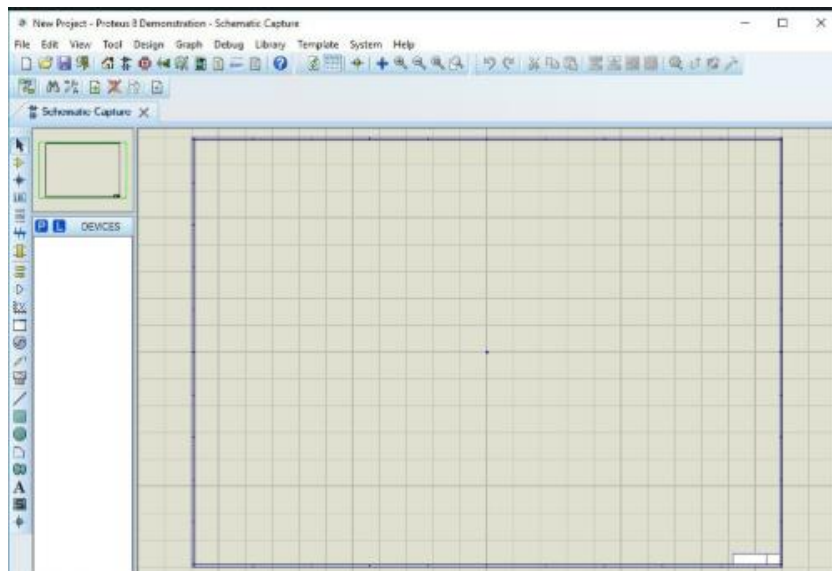 New Project - Proteus 8 Demonstration - Schematic Capture
File Edit View Tool Design Graph Debug Library Template System Help
Schematic Capture
P L DEVICES
A